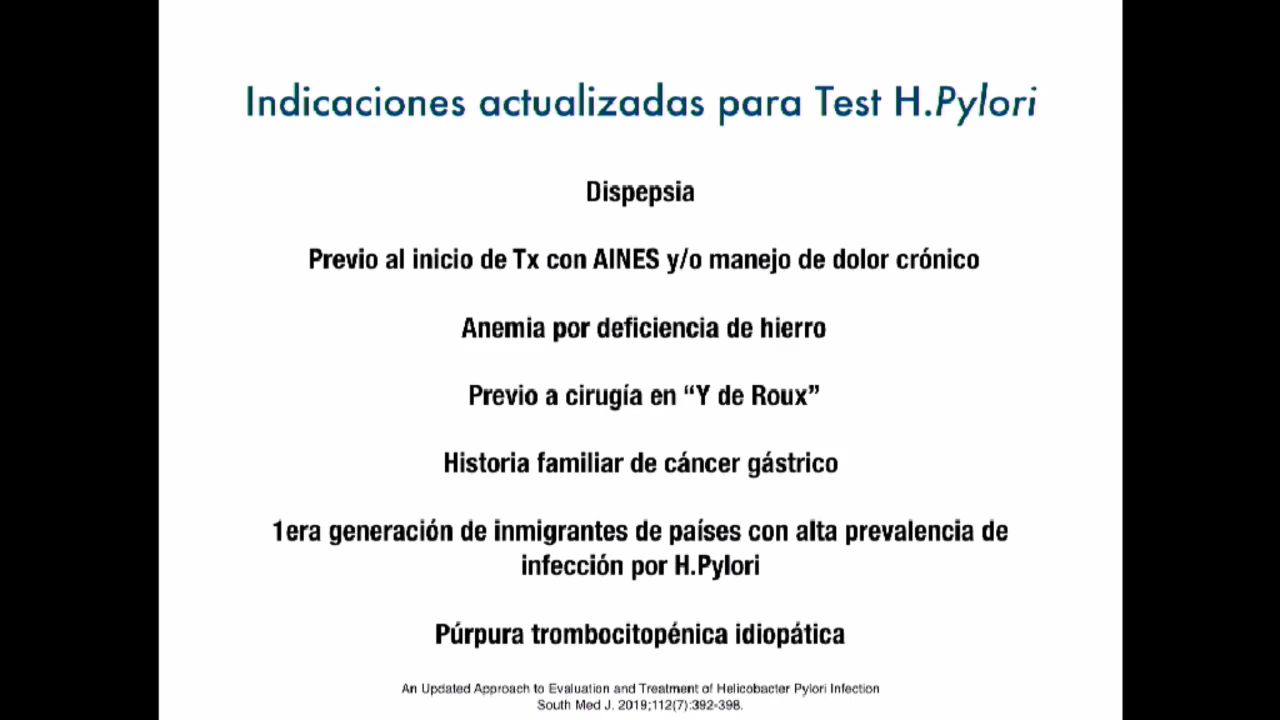 Indicaciones actualizadas para Test H.Pylori
Dispepsia
Previo al inicio de Tx con AINES y/o manejo de dolor crónico
Anemia por deficiencia de hierro
Previo a cirugía en “Y de Roux”
Historia familiar de cáncer gástrico
1era generación de inmigrantes de países con alta prevalencia de
infección por H.Pylori
Púrpura trombocitopénica idiopática
An Updated Approach to Evaluation and Treatment of Helicobacter Pylori Infection
South Med J. 2019;112(7):392-398.